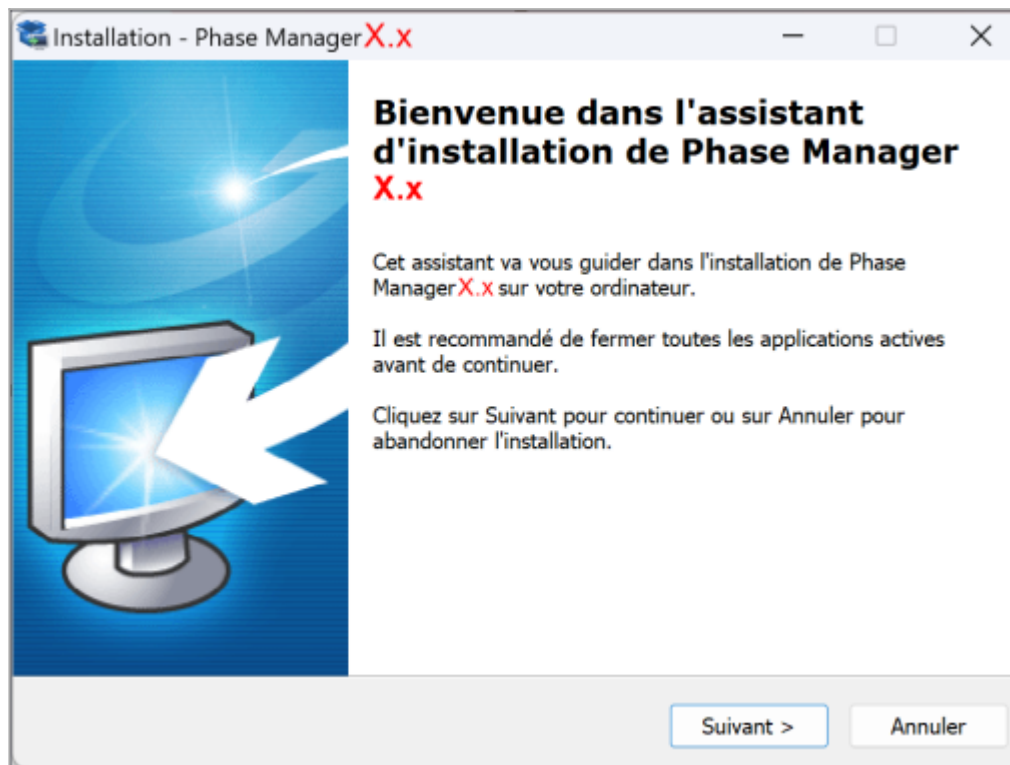 Installation - Phase Manager X.x
Bienvenue dans l'assistant
d'installation de Phase Manager
X.x
Cet assistant va vous guider dans l'installation de Phase
Manager X.x sur votre ordinateur.
Il est recommandé de fermer toutes les applications actives
avant de continuer.
Cliquez sur Suivant pour continuer ou sur Annuler pour
abandonner l'installation.
Suivant >
Annuler